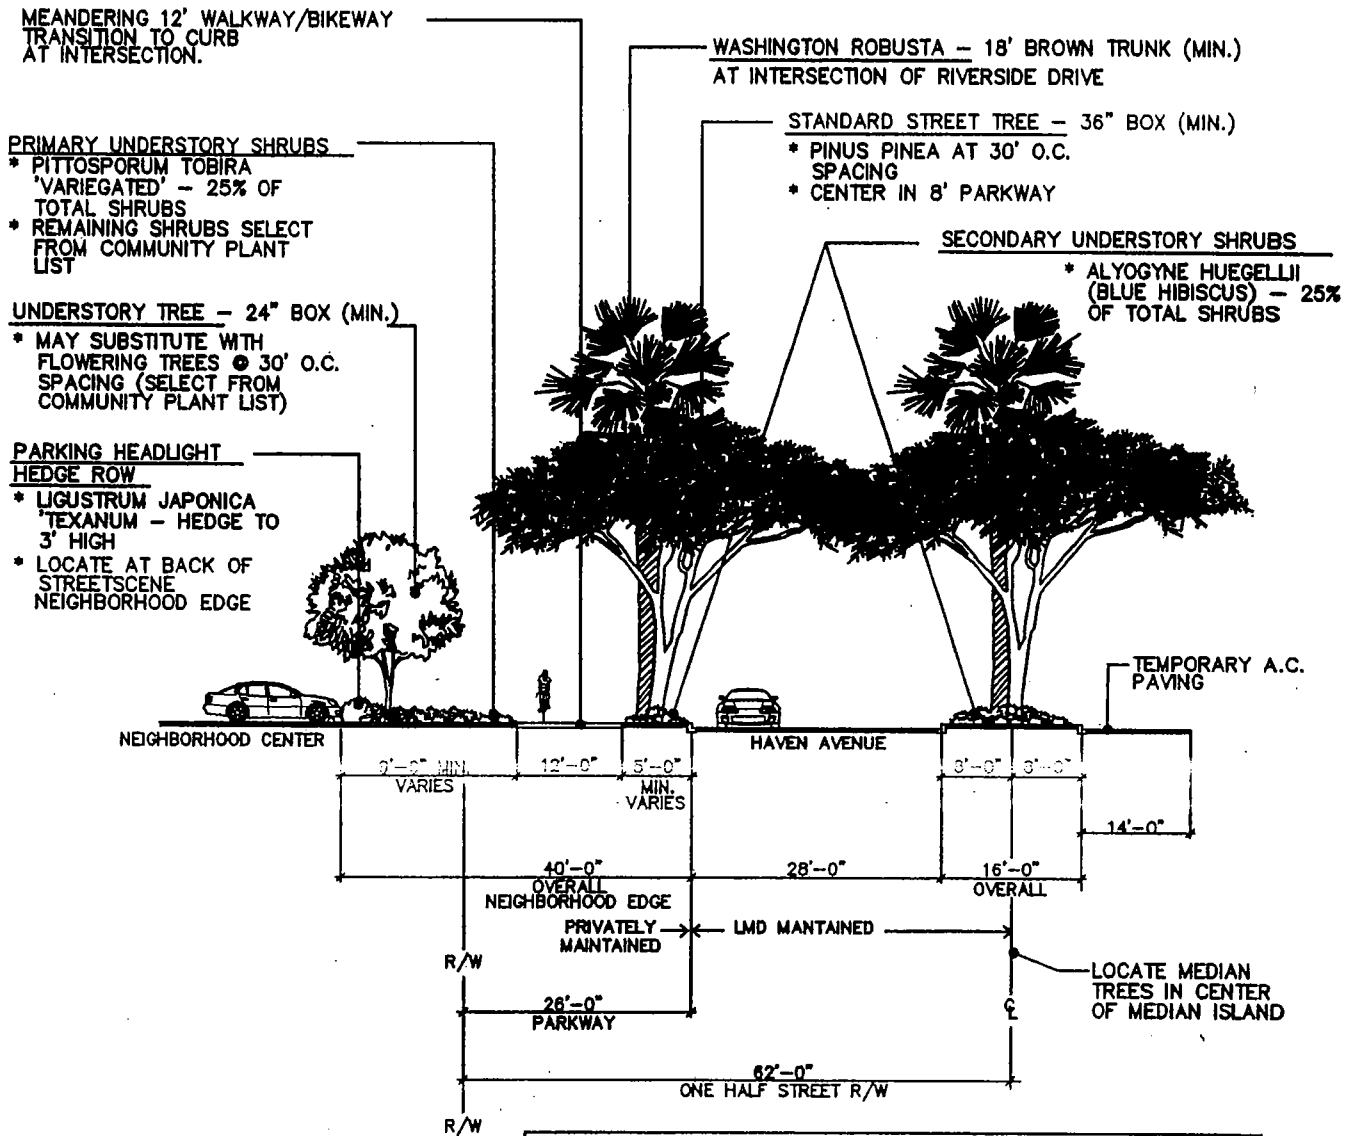 MEANDERING 12' WALKWAY/BIKEWAY
TRANSITION TO CURB
AT INTERSECTION.
WASHINGTON ROBUSTA – 18' BROWN TRUNK (MIN.)
AT INTERSECTION OF RIVERSIDE DRIVE
STANDARD STREET TREE – 36" BOX (MIN.)
* PINUS PINEA AT 30' O.C.
SPACING
* CENTER IN 8' PARKWAY
PRIMARY UNDERSTORY SHRUBS
* PITTOSPORUM TOBIRA
'VARIEGATED' – 25% OF
TOTAL SHRUBS
* REMAINING SHRUBS SELECT
FROM COMMUNITY PLANT
LIST
SECONDARY UNDERSTORY SHRUBS
* ALYOGYNE HUEGELLII
(BLUE HIBISCUS) – 25%
OF TOTAL SHRUBS
UNDERSTORY TREE – 24" BOX (MIN.)
* MAY SUBSTITUTE WITH
FLOWERING TREES @ 30' O.C.
SPACING (SELECT FROM
COMMUNITY PLANT LIST)
PARKING HEADLIGHT
HEDGE ROW
* LIGUSTRUM JAPONICA
'TEXANUM – HEDGE TO
3' HIGH
* LOCATE AT BACK OF
STREETSCENE
NEIGHBORHOOD EDGE
TEMPORARY A.C.
PAVING
NEIGHBORHOOD CENTER
HAVEN AVENUE
MIN.
VARIES
12'-0"
5'-0"
MIN.
VARIES
8'-0"
14'-0"
40'-0"
OVERALL
NEIGHBORHOOD EDGE
28'-0"
16'-0"
OVERALL
PRIVATELY
MAINTAINED
LMD MANTAINED
R/W
LOCATE MEDIAN
TREES IN CENTER
OF MEDIAN ISLAND
26'-0"
PARKWAY
℄
62'-0"
ONE HALF STREET R/W
R/W